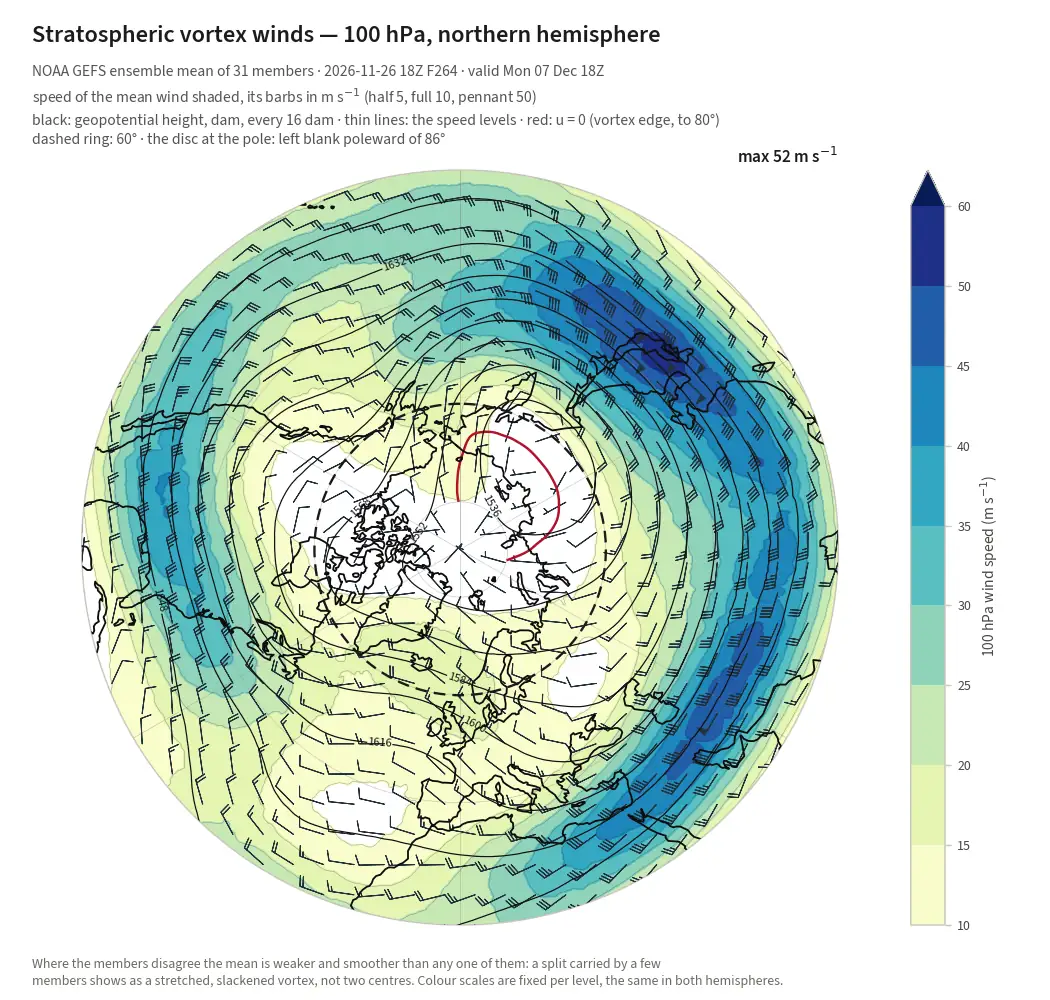 Stratospheric vortex winds — 100 hPa, northern hemisphere
NOAA GEFS ensemble mean of 31 members · 2026-11-26 18Z F264 · valid Mon 07 Dec 18Z
speed of the mean wind shaded, its barbs in m s⁻¹ (half 5, full 10, pennant 50)
black: geopotential height, dam, every 16 dam · thin lines: the speed levels · red: u = 0 (vortex edge, to 80°)
dashed ring: 60° · the disc at the pole: left blank poleward of 86°
max 52 m s⁻¹
60
50
45
40
35
30
25
20
15
10
100 hPa wind speed (m s⁻¹)
1632
1536
1584
1616
Where the members disagree the mean is weaker and smoother than any one of them: a split carried by a few
members shows as a stretched, slackened vortex, not two centres. Colour scales are fixed per level, the same in both hemispheres.